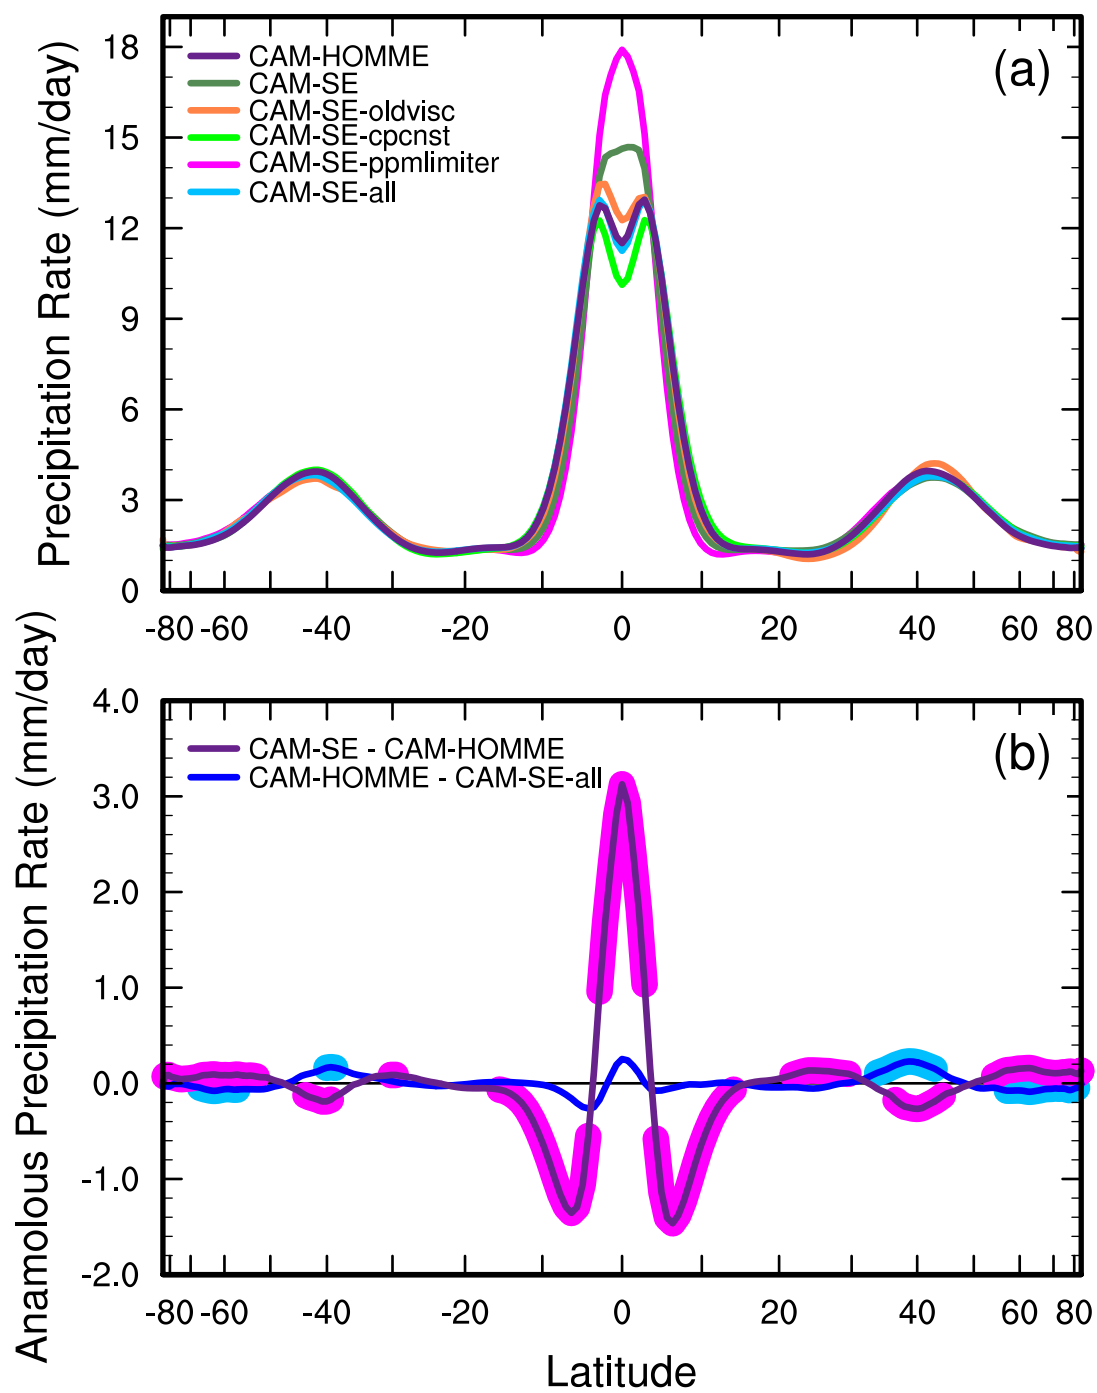 Precipitation Rate (mm/day)
18
15
12
9
6
3
0
CAM-HOMME
CAM-SE
CAM-SE-oldvisc
CAM-SE-cpcnst
CAM-SE-ppmlimiter
CAM-SE-all
(a)
-80 -60 -40 -20 0 20 40 60 80
Anamolous Precipitation Rate (mm/day)
4.0
3.0
2.0
1.0
0.0
-1.0
-2.0
CAM-SE - CAM-HOMME
CAM-HOMME - CAM-SE-all
(b)
-80 -60 -40 -20 0 20 40 60 80
Latitude